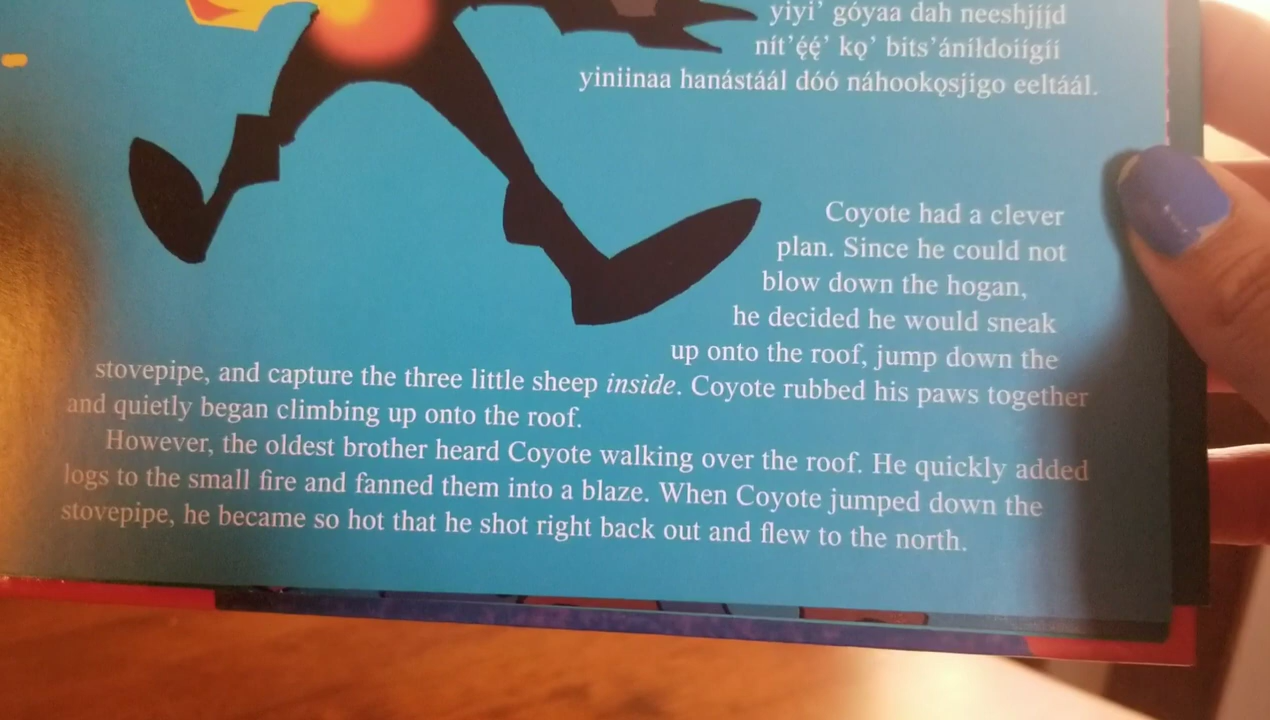 yiyi' góyaa dah neeshjį́įd
nít'ę́ę́' kǫ' bits'ániłdoiígíi
yiniinaa hanástáál dóó náhookǫsjigo eeltáál.
Coyote had a clever
plan. Since he could not
blow down the hogan,
he decided he would sneak
up onto the roof, jump down the
stovepipe, and capture the three little sheep inside. Coyote rubbed his paws together
and quietly began climbing up onto the roof.
However, the oldest brother heard Coyote walking over the roof. He quickly added
logs to the small fire and fanned them into a blaze. When Coyote jumped down the
stovepipe, he became so hot that he shot right back out and flew to the north.